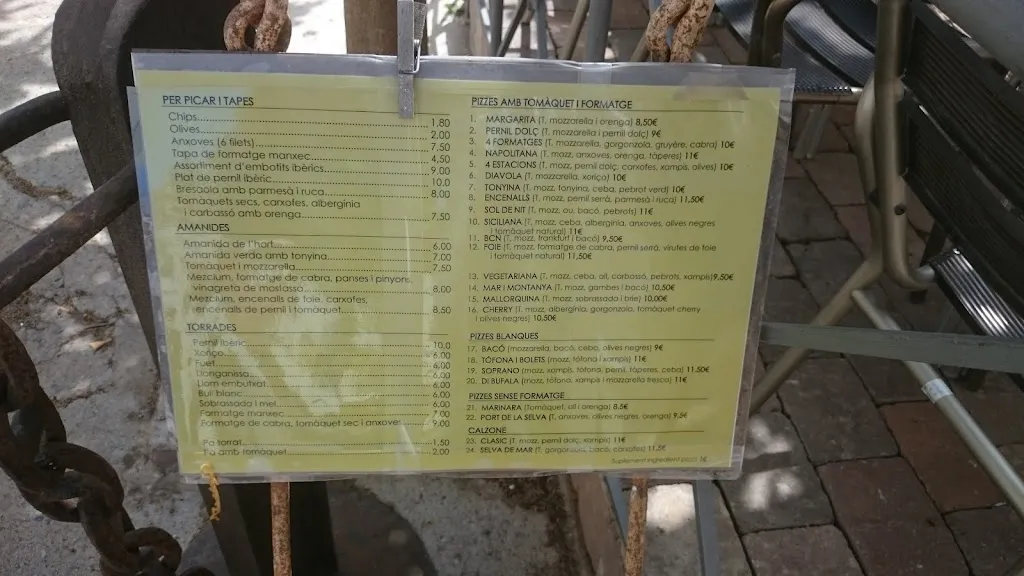 PER PICAR I TAPES
Chips 1.80
Olives 2.00
Anxoves (6 filets) 7.50
Tapa de formatge manxec 4.50
Assortiment d'embotits ibèrics 9.00
Plat de pernil ibèric 10.0
Bresaola amb parmesà i ruca 8.00
Tomàquets secs, carxofes, albergínia
i carbassó amb orenga 7.50
AMANIDES
Amanida de l'hort 6.00
Amanida verda amb tonyina 7.00
Tomàquet i mozzarella 7.50
Mezclum, formatge de cabra, panses i pinyons,
vinagreta de mostassa 8.00
Mezclum, encenalls de foie, carxofes,
encenalls de pernil i tomàquet 8.50
TORRADES
Pernil ibèric 10.0
Xoriço 6.00
Fuet 6.00
Llonganissa 6.00
Llom embutxat 6.00
Bull blanc 6.00
Sobrassada i mel 6.00
Formatge manxec 7.00
Formatge de cabra, tomàquet sec i anxoves 9.00
Pa torrat 1.50
Pa amb tomàquet 2.00
PIZZES AMB TOMÀQUET I FORMATGE
1. MARGARITA (T, mozzarella i orenga) 8,50€
2. PERNIL DOLÇ (T, mozzarella i pernil dolç) 9€
3. 4 FORMATGES (T, mozzarella, gorgonzola, gruyére, cabra) 10€
4. NAPOLITANA (T, mozz, anxoves, orenga, tàperes) 11€
5. 4 ESTACIONS (T, mozz, pernil dolç, carxofes, xampis, olives) 10€
6. DIAVOLA (T, mozzarella, xoriço) 10€
7. TONYINA (T, mozz, tonyina, ceba, pebrot verd) 10€
8. ENCENALLS (T, mozz, pernil serrà, parmesà i ruca) 11,50€
9. SOL DE NIT (T, mozz, ou, bacó, pebrots) 11€
10. SICILIANA (T, mozz, ceba, albergínia, anxoves, olives negres
i tomàquet natural) 11€
11. BCN (T, mozz, frankfurt i bacó) 9,50€
12. FOIE (T, mozz, formatge de cabra, pernil serrà, virutes de foie
i tomàquet natural) 11,50€
13. VEGETARIANA (T, mozz, ceba, all, carbassó, pebrots, xampis) 9,50€
14. MAR I MONTANYA (T, mozz, gambes i bacó) 10,50€
15. MALLORQUINA (T, mozz, sobrassada i brie) 10,00€
16. CHERRY (T, mozz, albergínia, gorgonzola, tomàquet cherry
i olives negres) 10,50€
PIZZES BLANQUES
17. BACÓ (mozzarella, bacó, ceba, olives negres) 9€
18. TÒFONA I BOLETS (mozz, tòfona i xampis) 11€
19. SOPRANO (mozz, xampis, tòfona, pernil, tàperes, ceba) 11.50€
20. DI BUFALA (mozz, tòfona, xampis i mozzarella fresca) 11€
PIZZES SENSE FORMATGE
21. MARINARA (Tomàquet, all i orenga) 8.5€
22. PORT DE LA SELVA (T, anxoves, olives negres, orenga) 9,5€
CALZONE
23. CLASIC (T, mozz, pernil dolç, xampis) 11€
24. SELVA DE MAR (T, gorgonzola, bacó, carxofes) 11,5€
Suplement ingredient pizza 1€